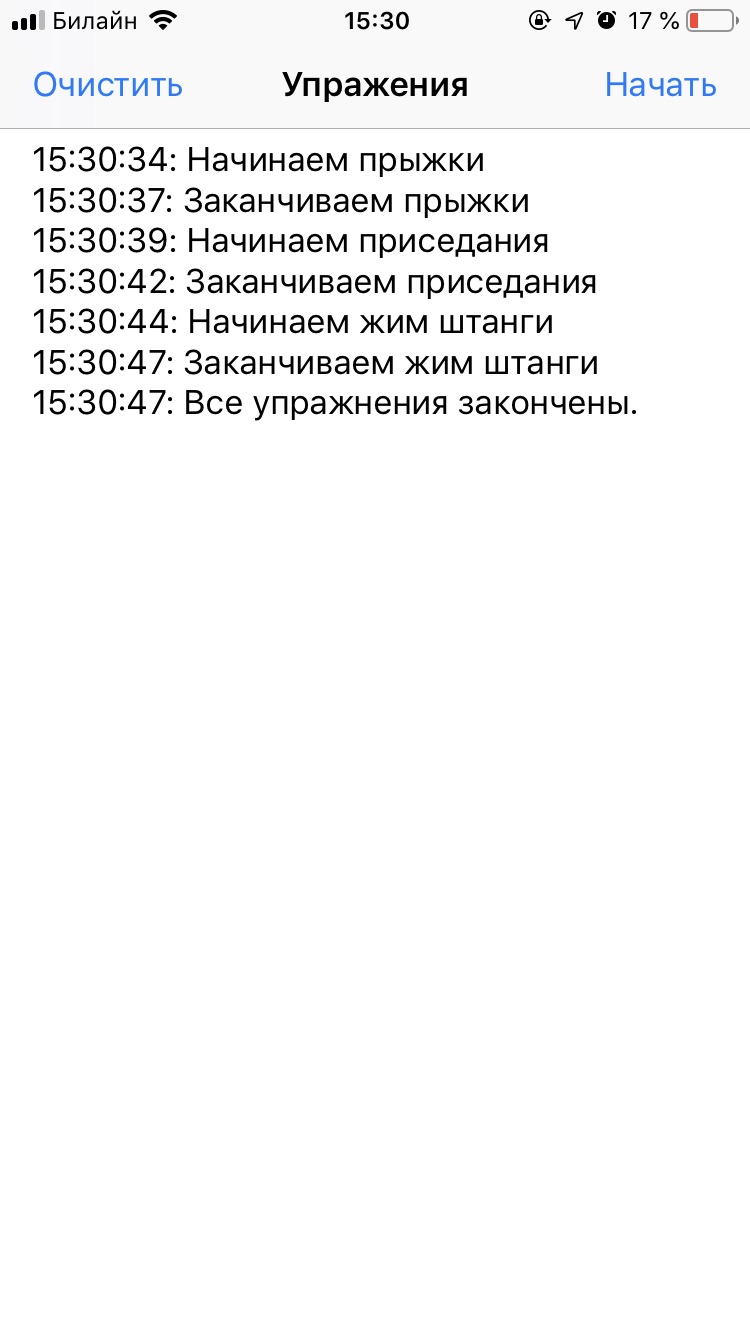 Билайн 15:30 17 %
Очистить Упражения Начать
15:30:34: Начинаем прыжки
15:30:37: Заканчиваем прыжки
15:30:39: Начинаем приседания
15:30:42: Заканчиваем приседания
15:30:44: Начинаем жим штанги
15:30:47: Заканчиваем жим штанги
15:30:47: Все упражнения закончены.